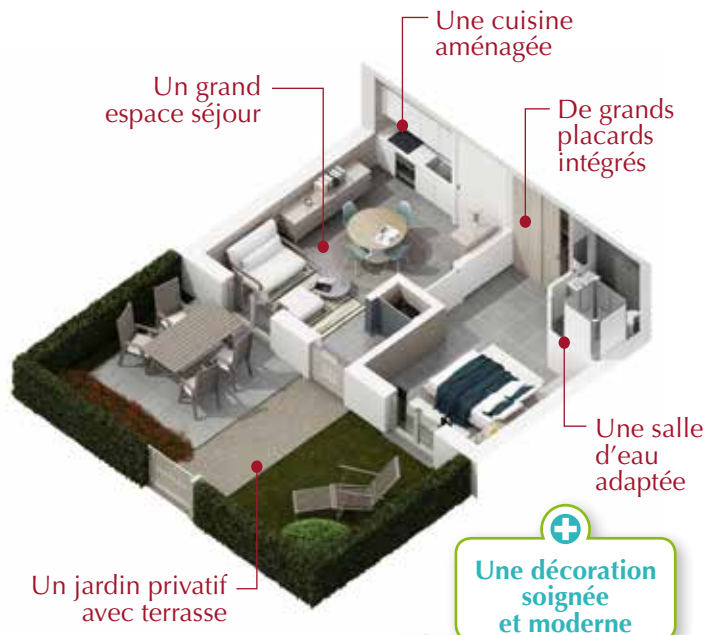 Une cuisine
aménagée
Un grand
espace séjour
De grands
placards
intégrés
Une salle
d'eau
adaptée
Un jardin privatif
avec terrasse
Une décoration
soignée
et moderne